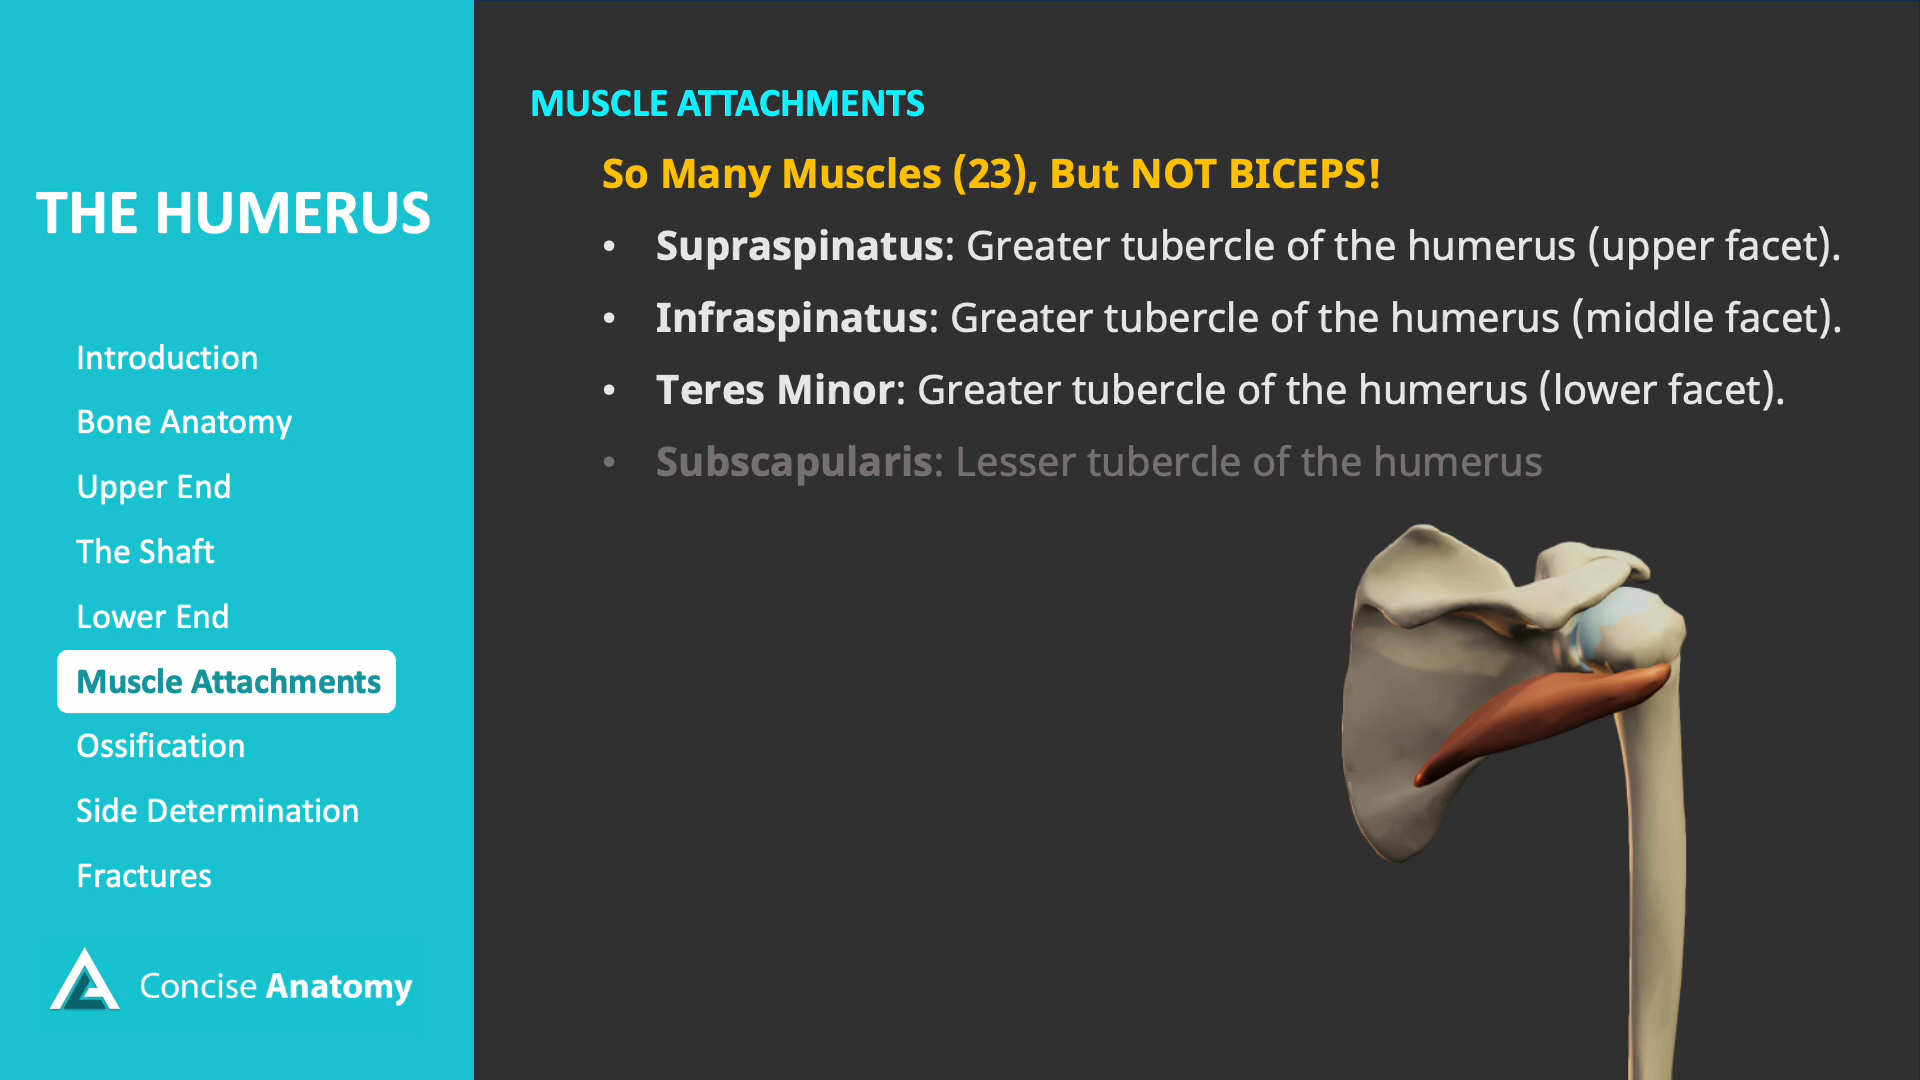 THE HUMERUS
Introduction
Bone Anatomy
Upper End
The Shaft
Lower End
Muscle Attachments
Ossification
Side Determination
Fractures
Concise Anatomy
MUSCLE ATTACHMENTS
So Many Muscles (23), But NOT BICEPS!
• Supraspinatus: Greater tubercle of the humerus (upper facet).
• Infraspinatus: Greater tubercle of the humerus (middle facet).
• Teres Minor: Greater tubercle of the humerus (lower facet).
• Subscapularis: Lesser tubercle of the humerus